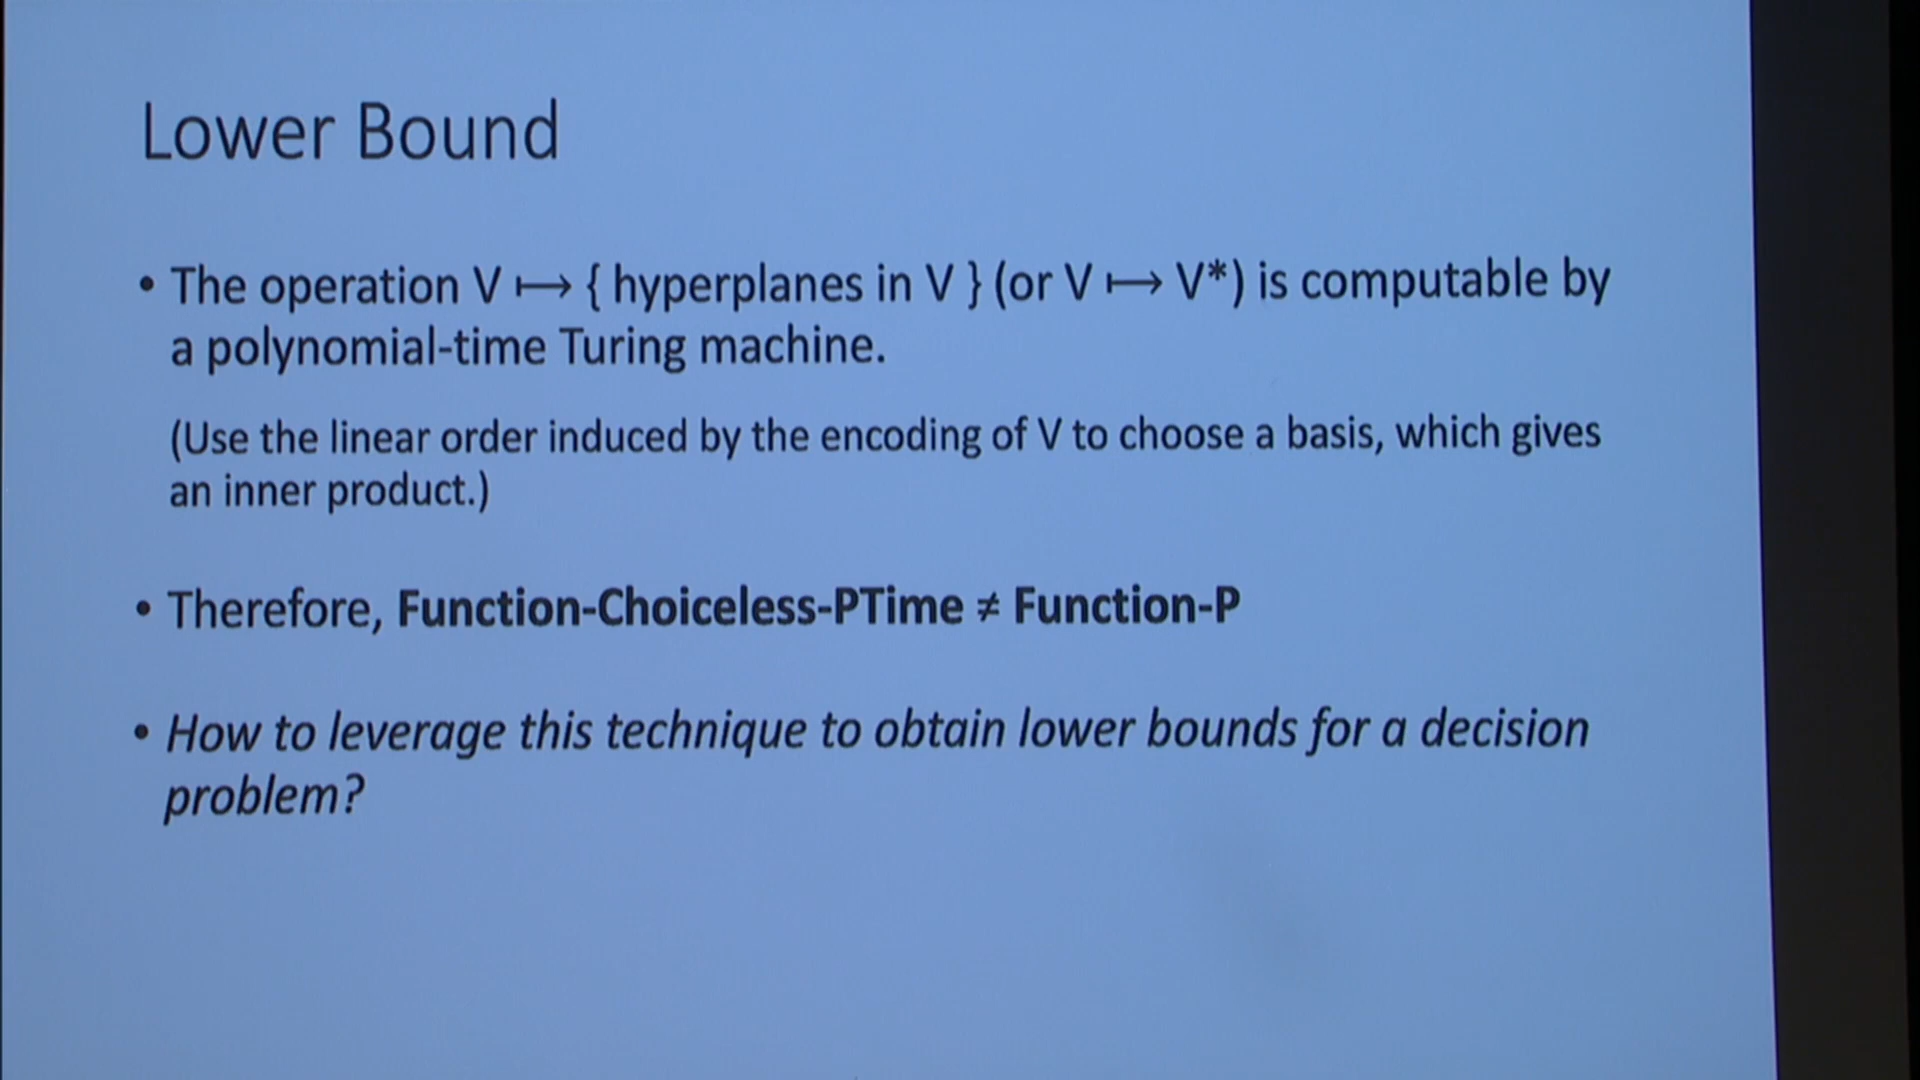 Lower Bound
• The operation V ⟼ { hyperplanes in V } (or V ⟼ V*) is computable by
a polynomial-time Turing machine.
(Use the linear order induced by the encoding of V to choose a basis, which gives
an inner product.)
• Therefore, Function-Choiceless-PTime ≠ Function-P
• How to leverage this technique to obtain lower bounds for a decision
problem?